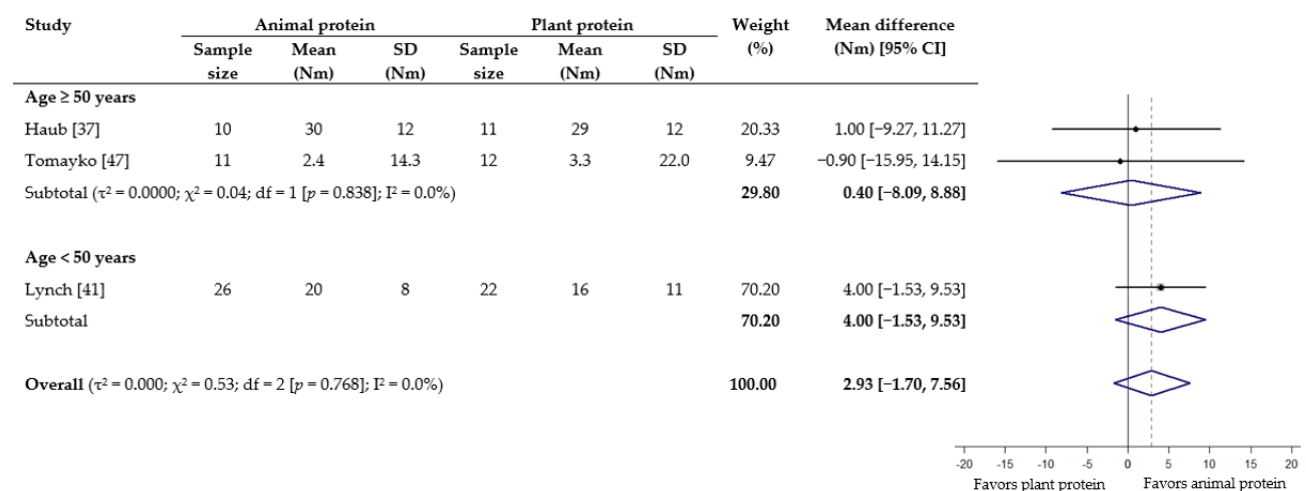 Study Animal protein Plant protein Weight Mean difference
Sample Mean SD Sample Mean SD (%) (Nm) [95% CI]
size (Nm) (Nm) size (Nm) (Nm)
Age ≥ 50 years
Haub [37] 10 30 12 11 29 12 20.33 1.00 [−9.27, 11.27]
Tomayko [47] 11 2.4 14.3 12 3.3 22.0 9.47 −0.90 [−15.95, 14.15]
Subtotal (τ² = 0.0000; χ² = 0.04; df = 1 [p = 0.838]; I² = 0.0%) 29.80 0.40 [−8.09, 8.88]
Age < 50 years
Lynch [41] 26 20 8 22 16 11 70.20 4.00 [−1.53, 9.53]
Subtotal 70.20 4.00 [−1.53, 9.53]
Overall (τ² = 0.000; χ² = 0.53; df = 2 [p = 0.768]; I² = 0.0%) 100.00 2.93 [−1.70, 7.56]
-20 -15 -10 -5 0 5 10 15 20
Favors plant protein Favors animal protein